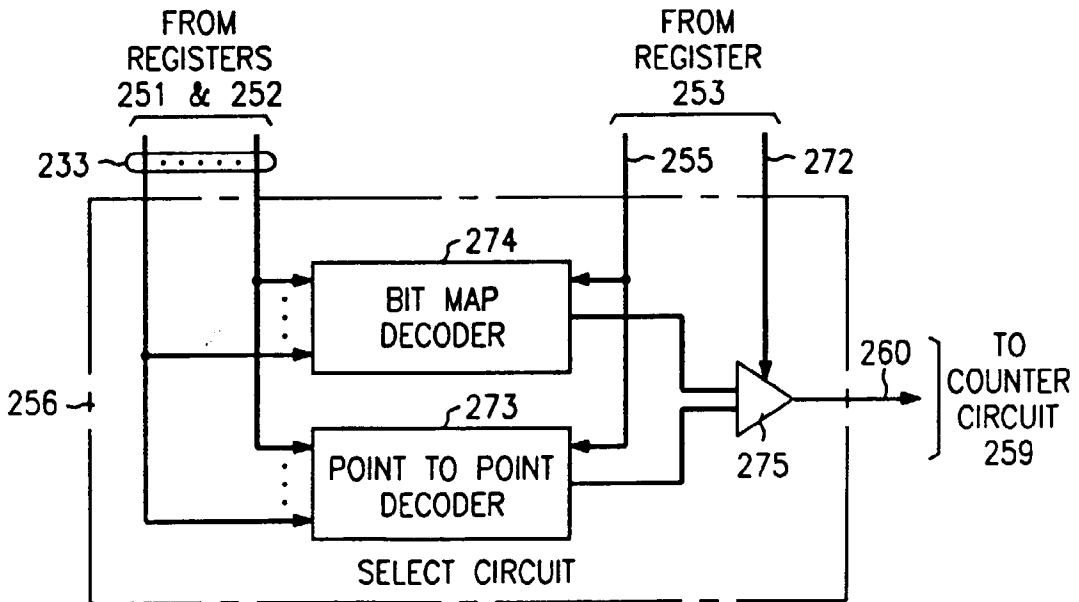 FROM
REGISTERS
251 & 252
FROM
REGISTER
253
233
255
272
274
BIT MAP
DECODER
260
TO
COUNTER
CIRCUIT
259
256
273
275
POINT TO POINT
DECODER
SELECT CIRCUIT